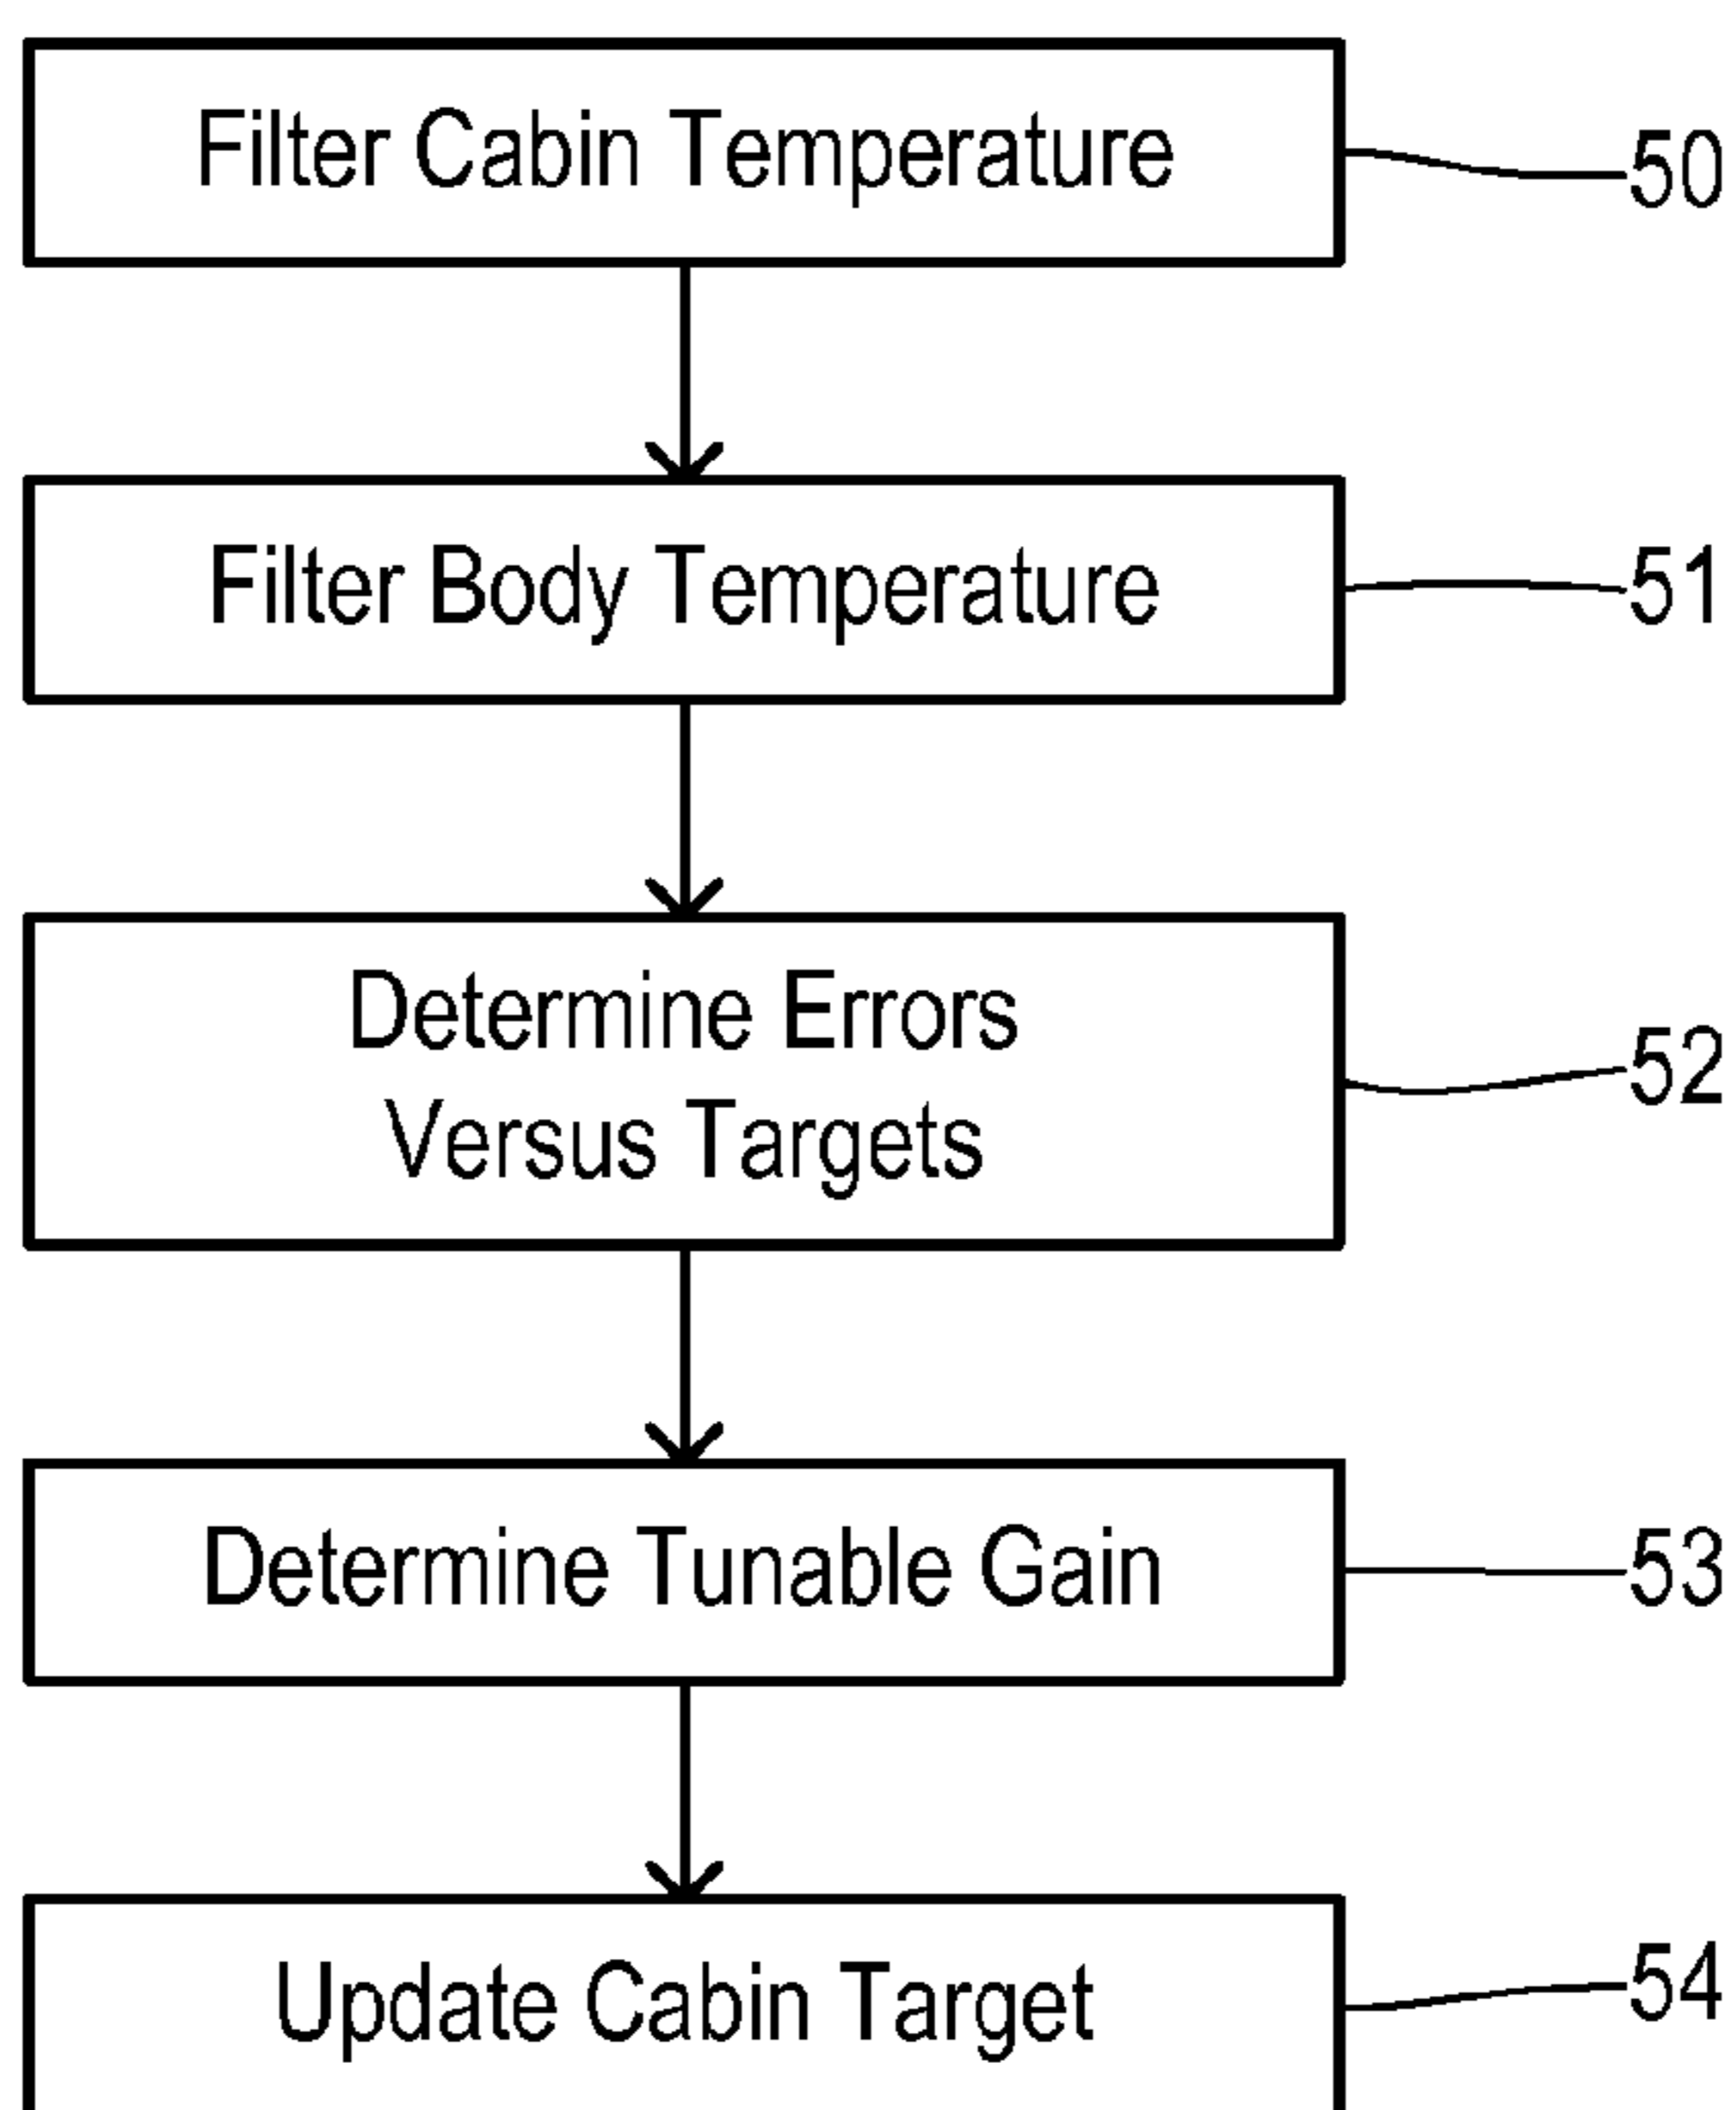 Filter Cabin Temperature
50
Filter Body Temperature
51
Determine Errors
Versus Targets
52
Determine Tunable Gain
53
Update Cabin Target
54